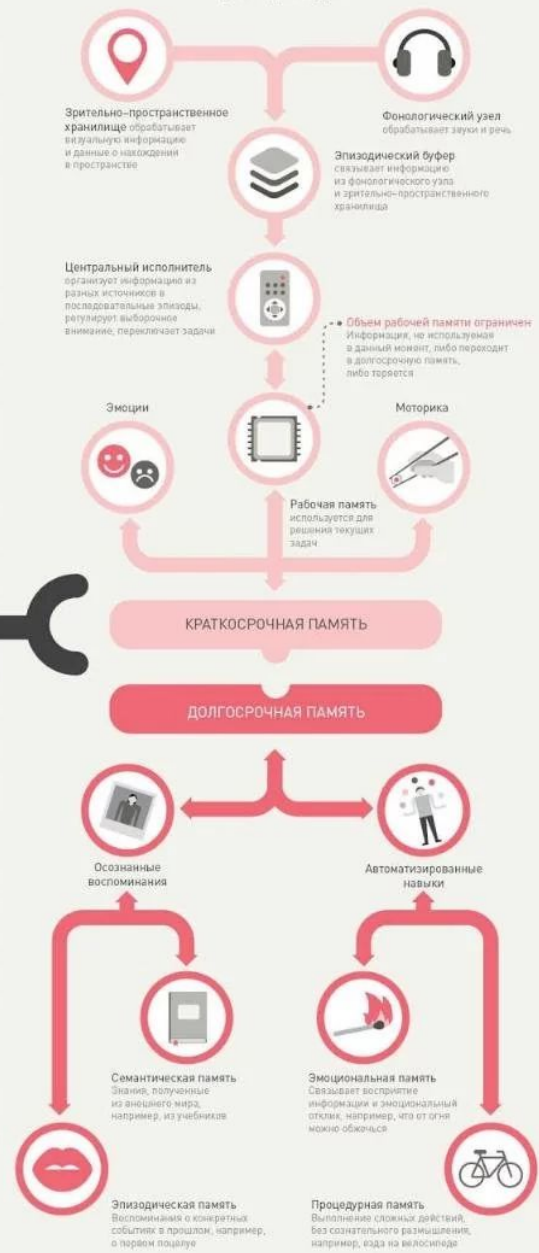 Зрительно-пространственное
хранилище обрабатывает
визуальную информацию
и данные о нахождении
в пространстве
Фонологический узел
обрабатывает звуки и речь
Эпизодический буфер
связывает информацию
из фонологического узла
и зрительно-пространственного
хранилища
Центральный исполнитель
организует информацию из
разных источников в
последовательные эпизоды,
регулирует выборочное
внимание, переключает задачи
Объем рабочей памяти ограничен
Информация, не используемая
в данный момент, либо переходит
в долгосрочную память,
либо теряется
Эмоции
Моторика
Рабочая память
используется для
решения текущих
задач
КРАТКОСРОЧНАЯ ПАМЯТЬ
ДОЛГОСРОЧНАЯ ПАМЯТЬ
Осознанные
воспоминания
Автоматизированные
навыки
Семантическая память
Знания, полученные
из внешнего мира,
например, из учебников
Эмоциональная память
Связывает восприятие
информации и эмоциональный
отклик, например, что от огня
можно обжечься
Эпизодическая память
Воспоминания о конкретных
событиях в прошлом, например,
о первом поцелуе
Процедурная память
Выполнение сложных действий,
без сознательного размышления,
например, езда на велосипеде